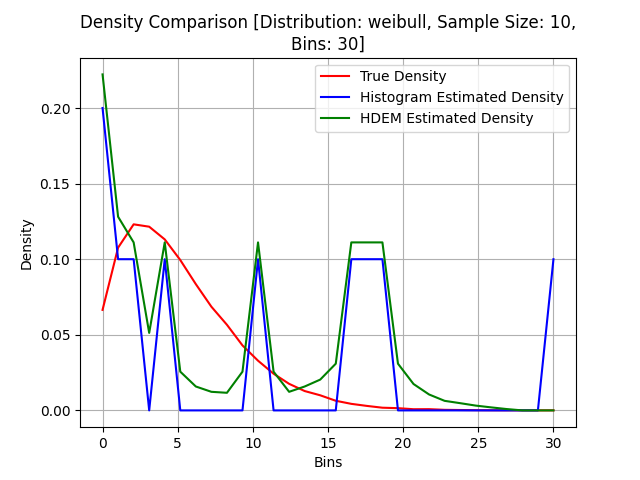 Density Comparison [Distribution: weibull, Sample Size: 10,
Bins: 30]
True Density
Histogram Estimated Density
HDEM Estimated Density
Density
0.20
0.15
0.10
0.05
0.00
0 5 10 15 20 25 30
Bins